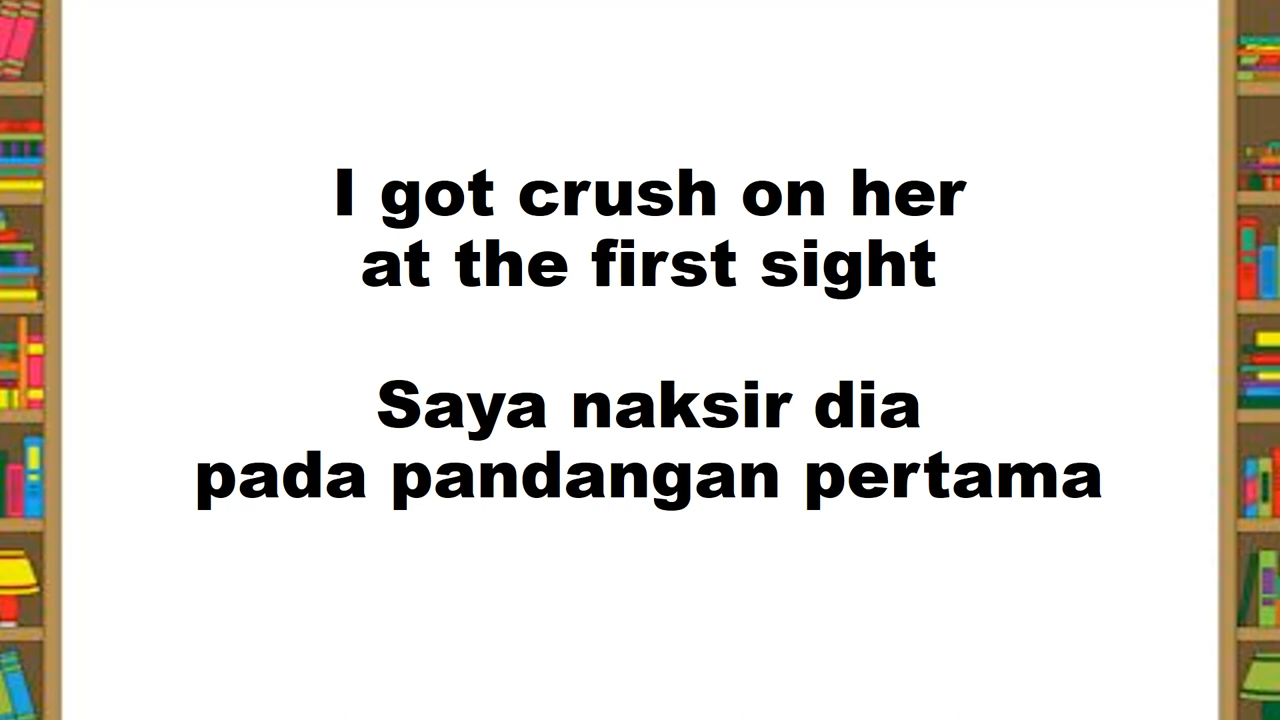 I got crush on her
at the first sight
Saya naksir dia
pada pandangan pertama